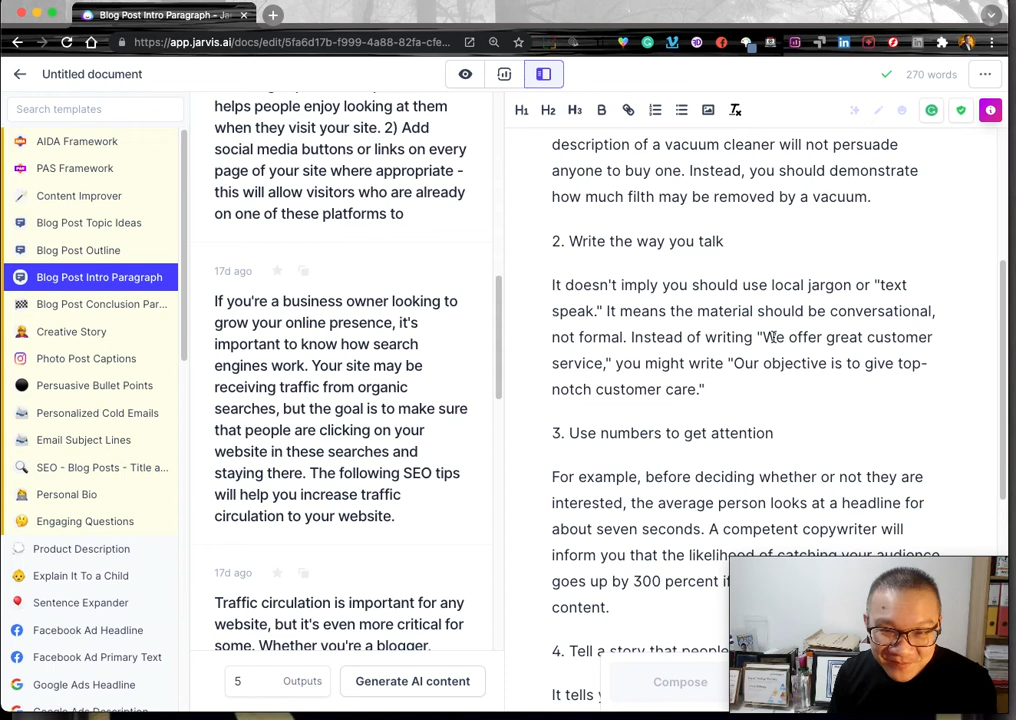 Blog Post Intro Paragraph - Ja
https://app.jarvis.ai/docs/edit/5fa6d17b-f999-4a88-82fa-cfe...
Untitled document
270 words
Search templates
AIDA Framework
PAS Framework
Content Improver
Blog Post Topic Ideas
Blog Post Outline
Blog Post Intro Paragraph
Blog Post Conclusion Par...
Creative Story
Photo Post Captions
Persuasive Bullet Points
Personalized Cold Emails
Email Subject Lines
SEO - Blog Posts - Title a...
Personal Bio
Engaging Questions
Product Description
Explain It To a Child
Sentence Expander
Facebook Ad Headline
Facebook Ad Primary Text
Google Ads Headline
helps people enjoy looking at them
when they visit your site. 2) Add
social media buttons or links on every
page of your site where appropriate -
this will allow visitors who are already
on one of these platforms to
17d ago
If you're a business owner looking to
grow your online presence, it's
important to know how search
engines work. Your site may be
receiving traffic from organic
searches, but the goal is to make sure
that people are clicking on your
website in these searches and
staying there. The following SEO tips
will help you increase traffic
circulation to your website.
17d ago
Traffic circulation is important for any
website, but it's even more critical for
some. Whether you're a blogger,
5 Outputs
Generate AI content
H1 H2 H3 B
description of a vacuum cleaner will not persuade
anyone to buy one. Instead, you should demonstrate
how much filth may be removed by a vacuum.
2. Write the way you talk
It doesn't imply you should use local jargon or "text
speak." It means the material should be conversational,
not formal. Instead of writing "We offer great customer
service," you might write "Our objective is to give top-
notch customer care."
3. Use numbers to get attention
For example, before deciding whether or not they are
interested, the average person looks at a headline for
about seven seconds. A competent copywriter will
inform you that the likelihood of catching your audience
goes up by 300 percent i
content.
4. Tell a story that people
It tells
Compose